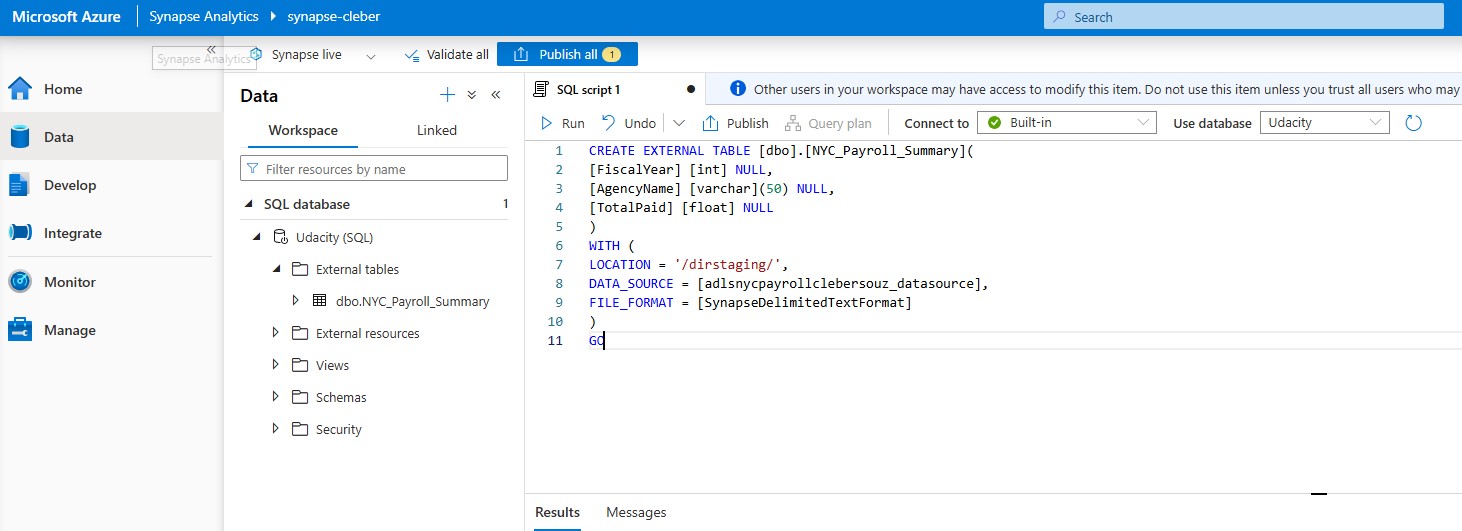 Microsoft Azure
Synapse Analytics
synapse-cleber
Search
Synapse Analytics
«
Synapse live
Validate all
Publish all
1
Home
Data
Develop
Integrate
Monitor
Manage
Data
Workspace
Linked
Filter resources by name
SQL database
1
Udacity (SQL)
External tables
dbo.NYC_Payroll_Summary
External resources
Views
Schemas
Security
SQL script 1
Other users in your workspace may have access to modify this item. Do not use this item unless you trust all users who may
Run
Undo
Publish
Query plan
Connect to
Built-in
Use database
Udacity
1 CREATE EXTERNAL TABLE [dbo].[NYC_Payroll_Summary](
2 [FiscalYear] [int] NULL,
3 [AgencyName] [varchar](50) NULL,
4 [TotalPaid] [float] NULL
5 )
6 WITH (
7 LOCATION = '/dirstaging/',
8 DATA_SOURCE = [adlsnycpayrollclebersouz_datasource],
9 FILE_FORMAT = [SynapseDelimitedTextFormat]
10 )
11 GO
Results
Messages